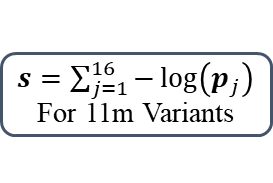 s = ∑_{j=1}^{16} − log(p_j)
For 11m Variants